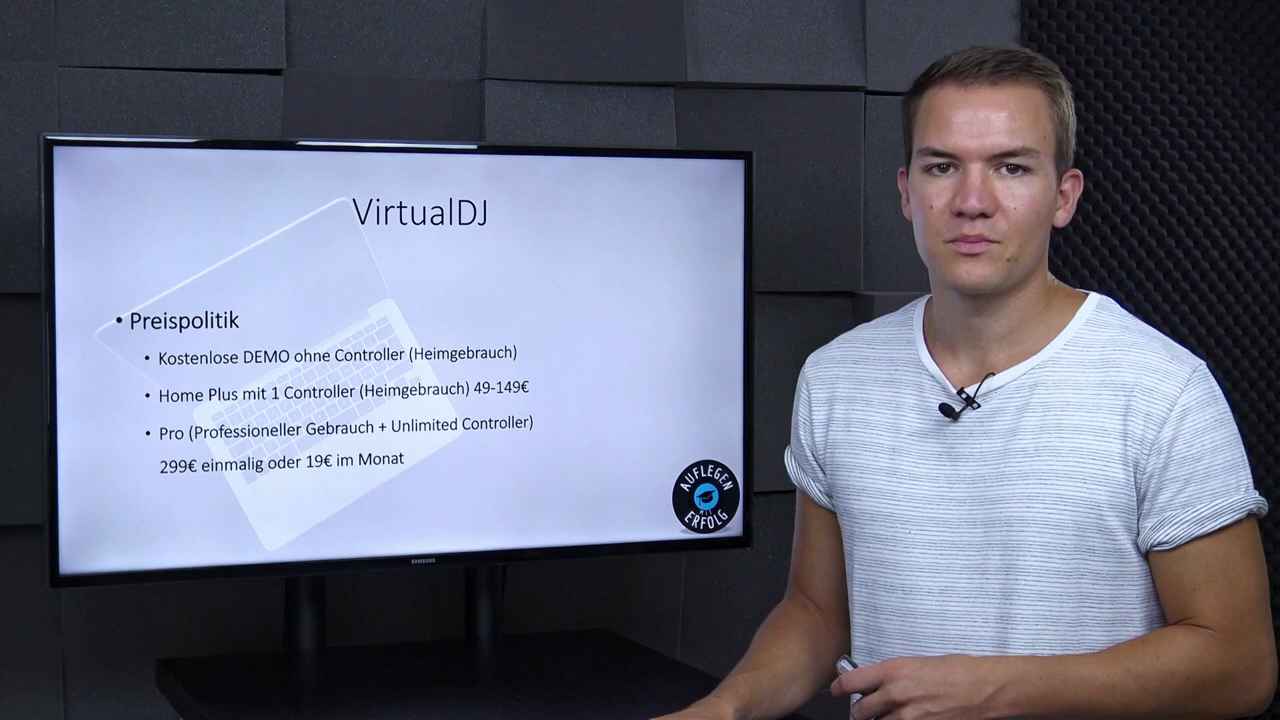 VirtualDJ
• Preispolitik
• Kostenlose DEMO ohne Controller (Heimgebrauch)
• Home Plus mit 1 Controller (Heimgebrauch) 49-149€
• Pro (Professioneller Gebrauch + Unlimited Controller)
299€ einmalig oder 19€ im Monat
AUFLEGEN
MIT
ERFOLG
SAMSUNG